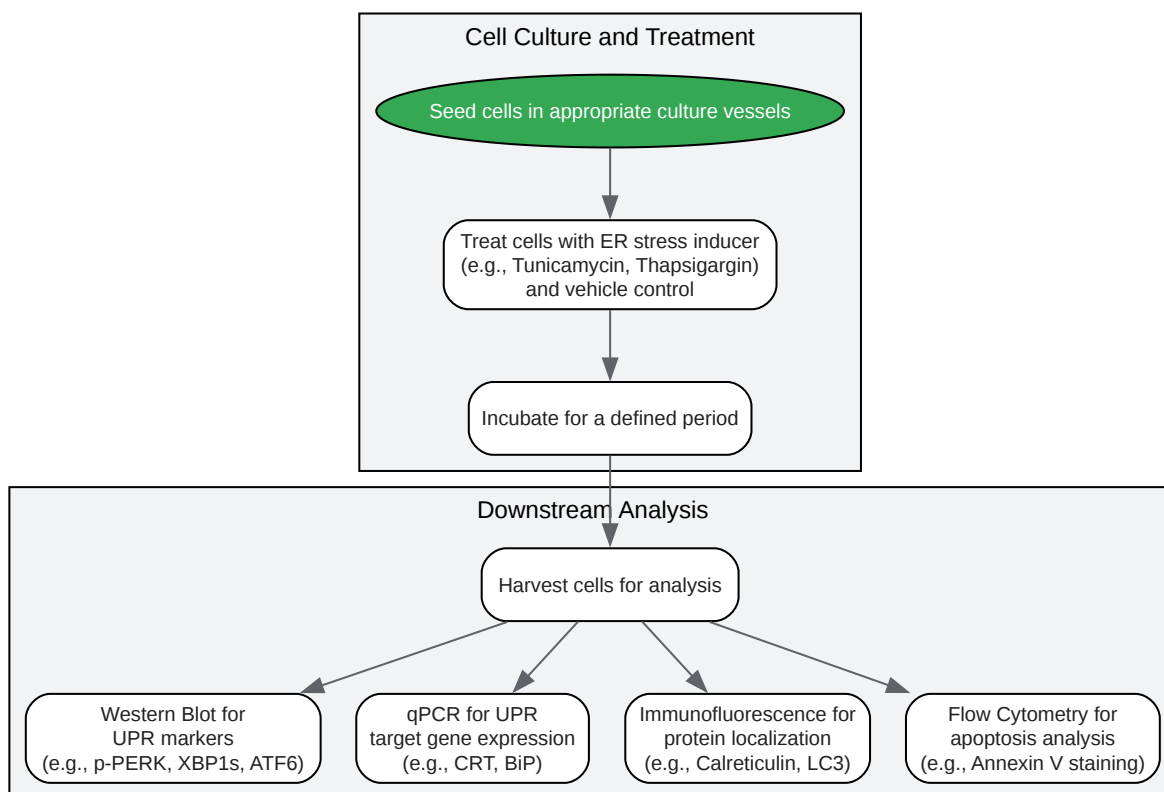 Cell Culture and Treatment
Seed cells in appropriate culture vessels
Treat cells with ER stress inducer
(e.g., Tunicamycin, Thapsigargin)
and vehicle control
Incubate for a defined period
Downstream Analysis
Harvest cells for analysis
Western Blot for
UPR markers
(e.g., p-PERK, XBP1s, ATF6)
qPCR for UPR
target gene expression
(e.g., CRT, BiP)
Immunofluorescence for
protein localization
(e.g., Calreticulin, LC3)
Flow Cytometry for
apoptosis analysis
(e.g., Annexin V staining)